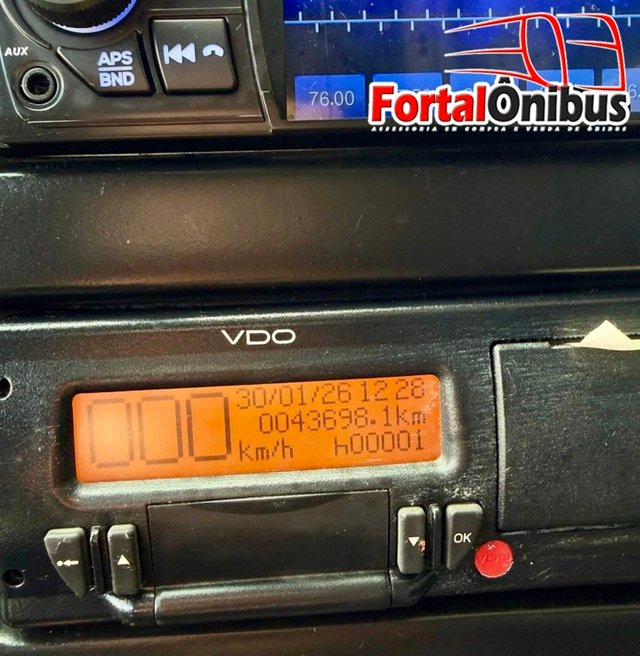 AUX
APS
BND
76.00
FortalÔnibus
ASSESSORIA EM COMPRA E VENDA DE ÔNIBUS
VDO
000
30/01/26 12 28
0043698.1km
km/h h00001
OK